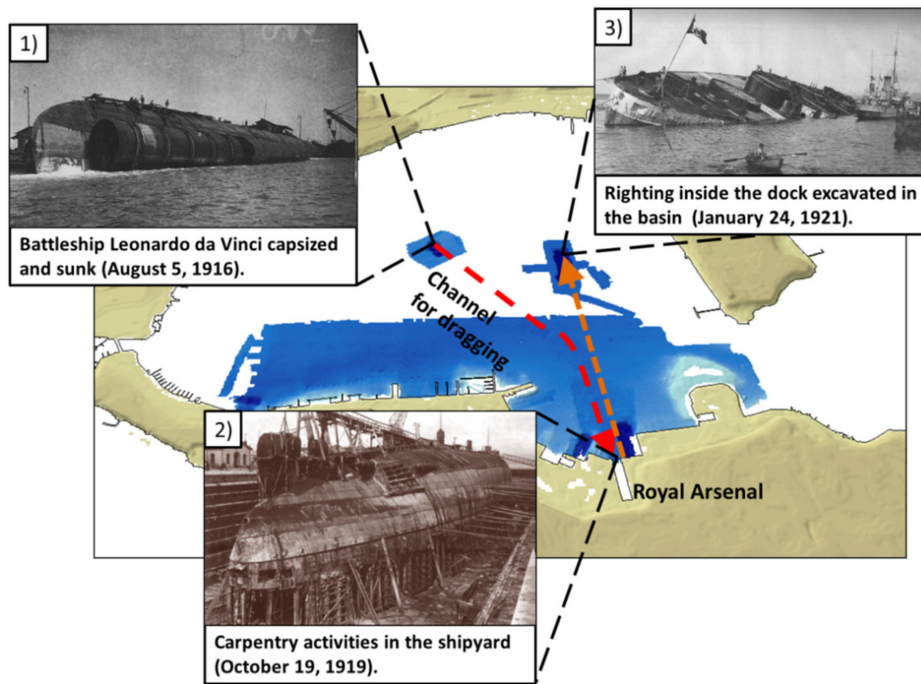 1)
Battleship Leonardo da Vinci capsized
and sunk (August 5, 1916).
3)
Righting inside the dock excavated in
the basin  (January 24, 1921).
Channel
for dragging
2)
Carpentry activities in the shipyard
(October 19, 1919).
Royal Arsenal